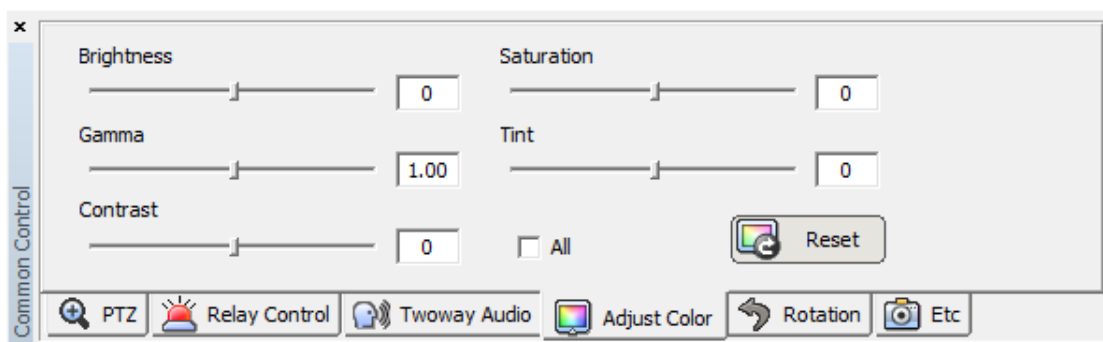 x
Common Control
Brightness
0
Saturation
0
Gamma
1.00
Tint
0
Contrast
0
All
Reset
PTZ
Relay Control
Twoway Audio
Adjust Color
Rotation
Etc